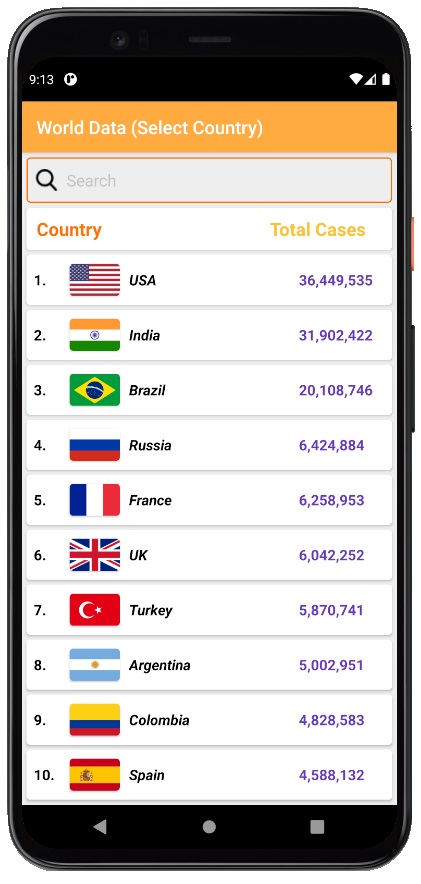 9:13
World Data (Select Country)
Search
Country Total Cases
1. USA 36,449,535
2. India 31,902,422
3. Brazil 20,108,746
4. Russia 6,424,884
5. France 6,258,953
6. UK 6,042,252
7. Turkey 5,870,741
8. Argentina 5,002,951
9. Colombia 4,828,583
10. Spain 4,588,132